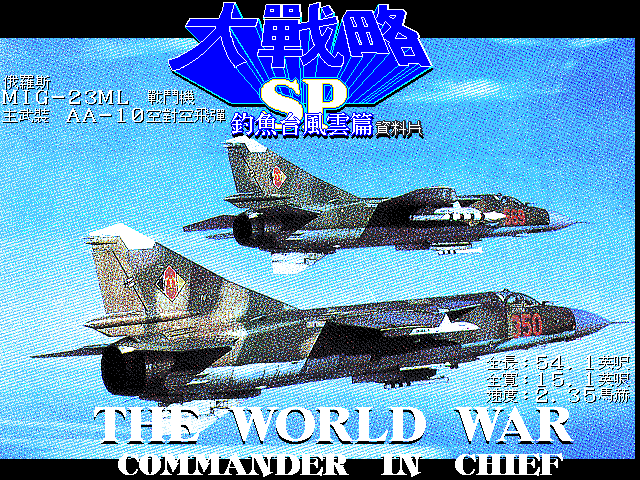 大戰略
SP
釣魚台風雲篇 資料片
俄羅斯
MIG-23ML 戰鬥機
主武裝 AA-10空對空飛彈
350
全長：54.1英呎
全寬：15.1英呎
速度：2.35馬赫
THE WORLD WAR
COMMANDER IN CHIEF